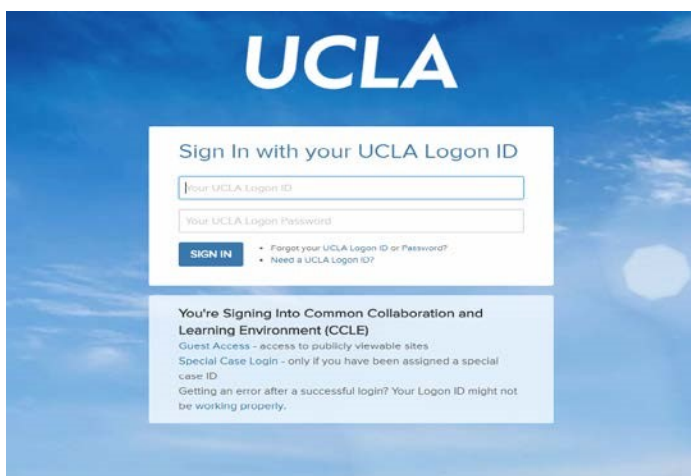 UCLA
Sign In with your UCLA Logon ID
Your UCLA Logon ID
Your UCLA Logon Password
SIGN IN
• Forgot your UCLA Logon ID or Password?
• Need a UCLA Logon ID?
You're Signing Into Common Collaboration and
Learning Environment (CCLE)
Guest Access - access to publicly viewable sites
Special Case Login - only if you have been assigned a special
case ID
Getting an error after a successful login? Your Logon ID might not
be working properly.